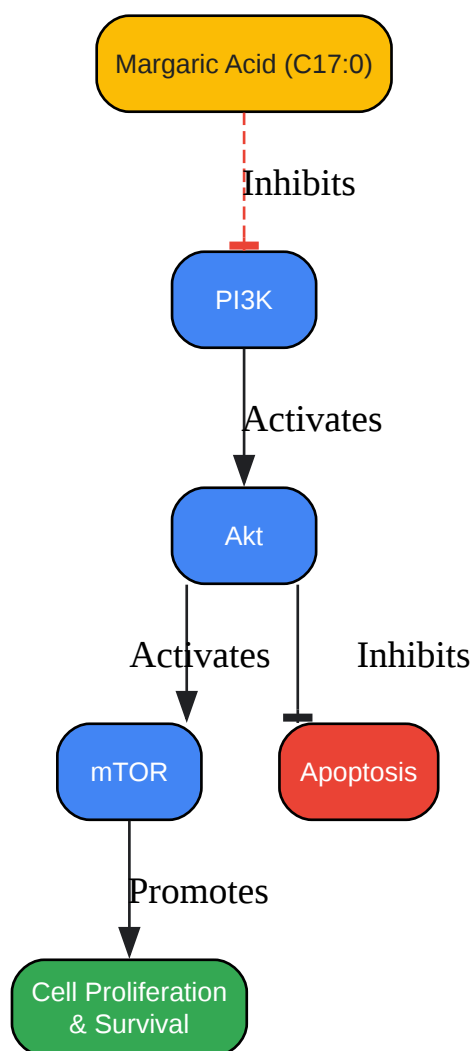 Margaric Acid (C17:0)
Inhibits
PI3K
Activates
Akt
Activates
Inhibits
mTOR
Apoptosis
Promotes
Cell Proliferation
& Survival